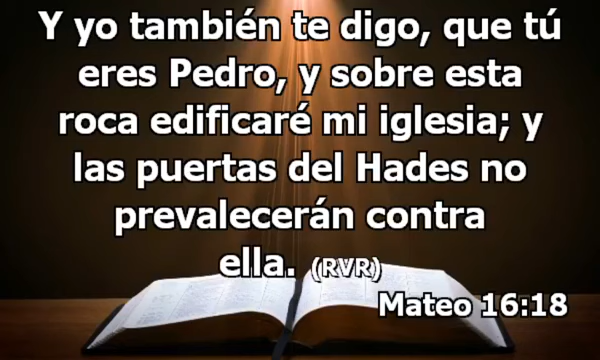 Y yo también te digo, que tú
eres Pedro, y sobre esta
roca edificaré mi iglesia; y
las puertas del Hades no
prevalecerán contra
ella. (RVR)
Mateo 16:18